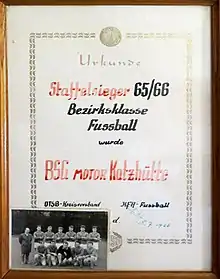 Urkunde
Staffelsieger 65/66
Bezirksklasse
Fussball
wurde
BSG MOTOR Katzhütte
DTSB-Kreisverband KFA-Fussball
d.